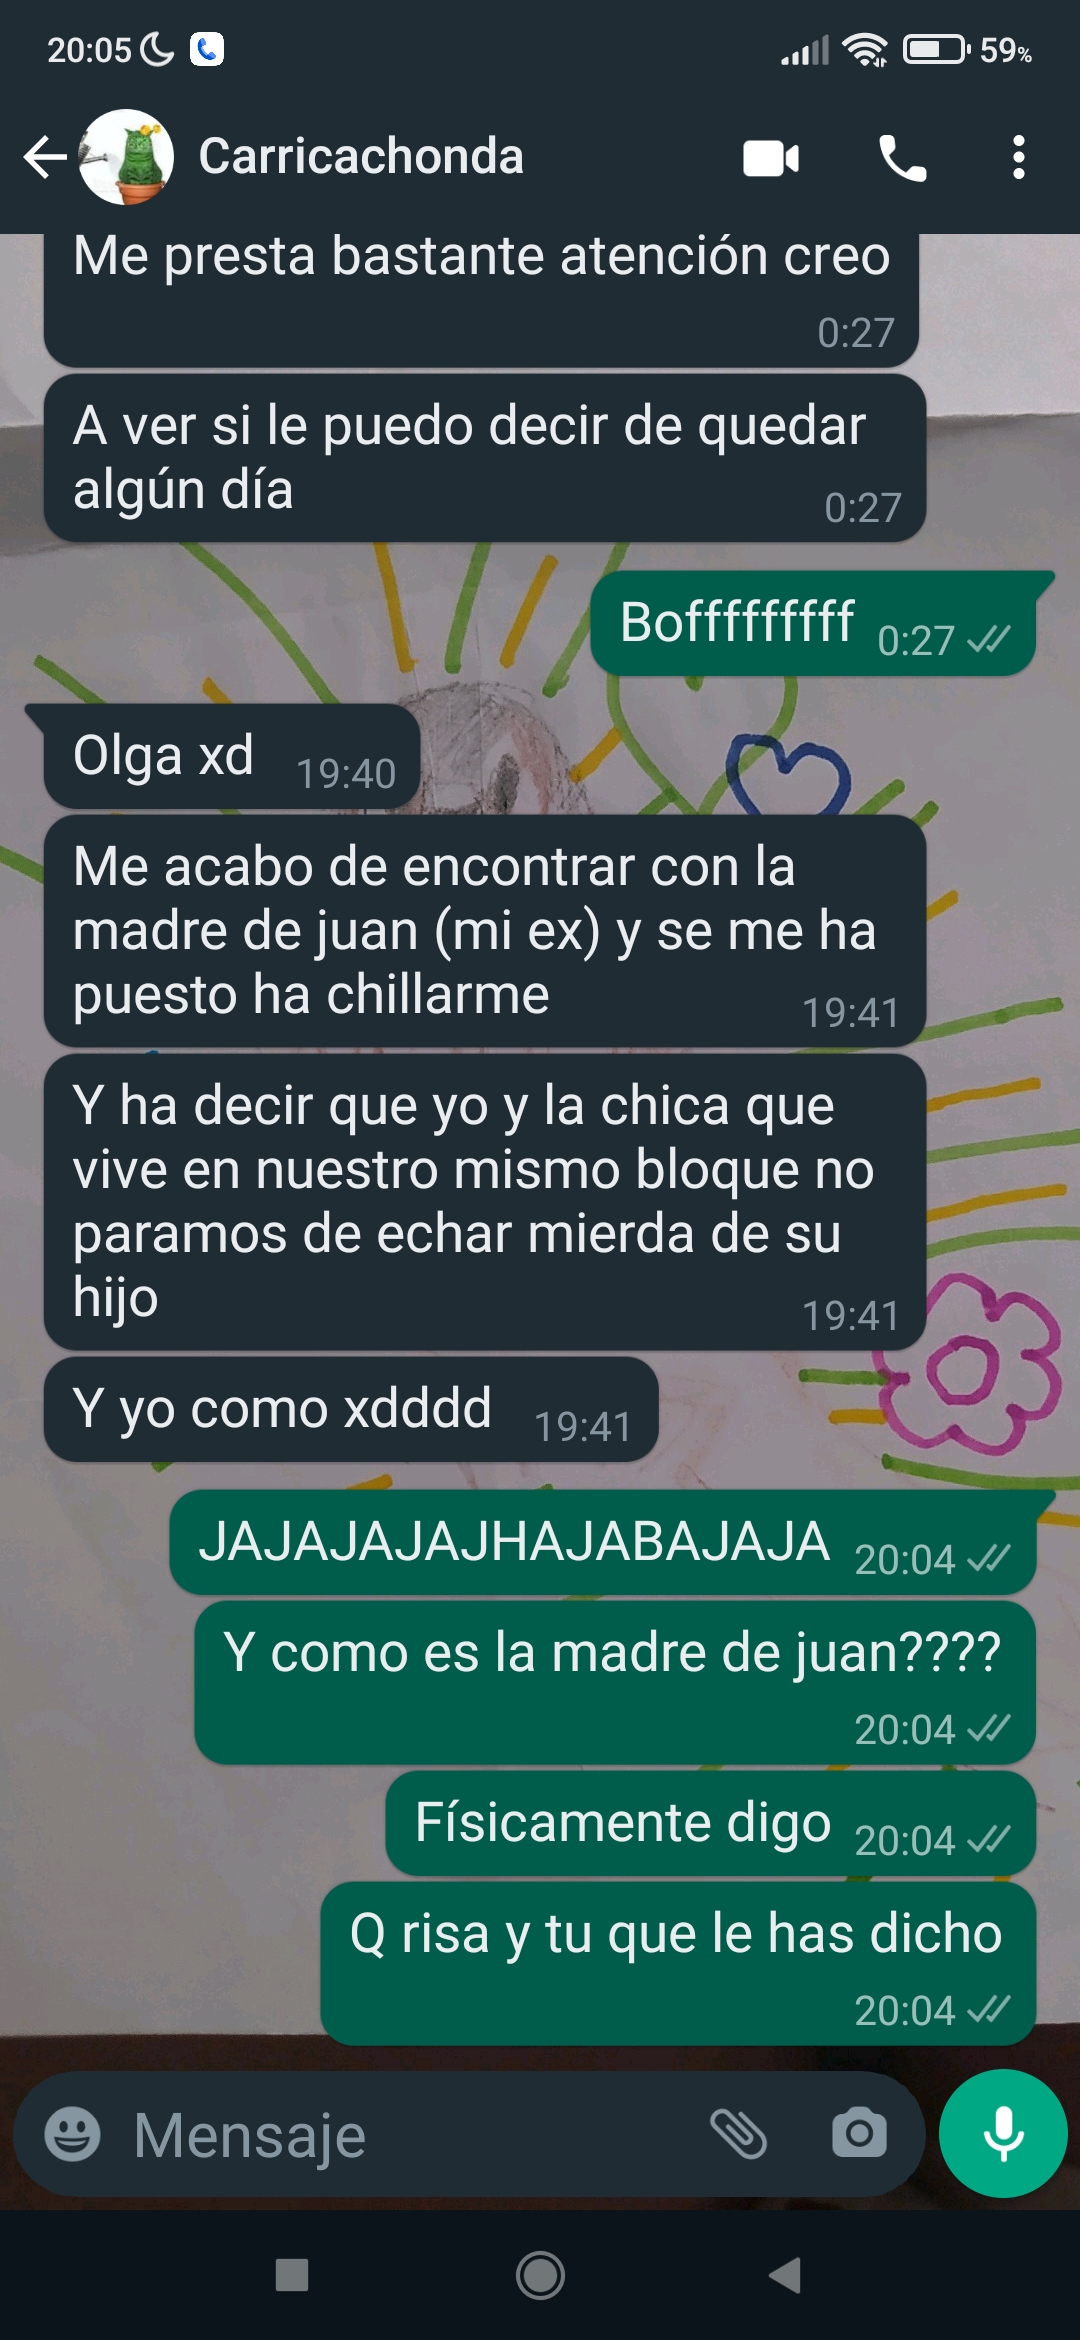 20:05
59%
Carricachonda
Me presta bastante atención creo
0:27
A ver si le puedo decir de quedar
algún día
0:27
Bofffffffff
0:27
Olga xd
19:40
Me acabo de encontrar con la
madre de juan (mi ex) y se me ha
puesto ha chillarme
19:41
Y ha decir que yo y la chica que
vive en nuestro mismo bloque no
paramos de echar mierda de su
hijo
19:41
Y yo como xdddd
19:41
JAJAJAJAJHAJABAJAJA
20:04
Y como es la madre de juan????
20:04
Físicamente digo
20:04
Q risa y tu que le has dicho
20:04
Mensaje